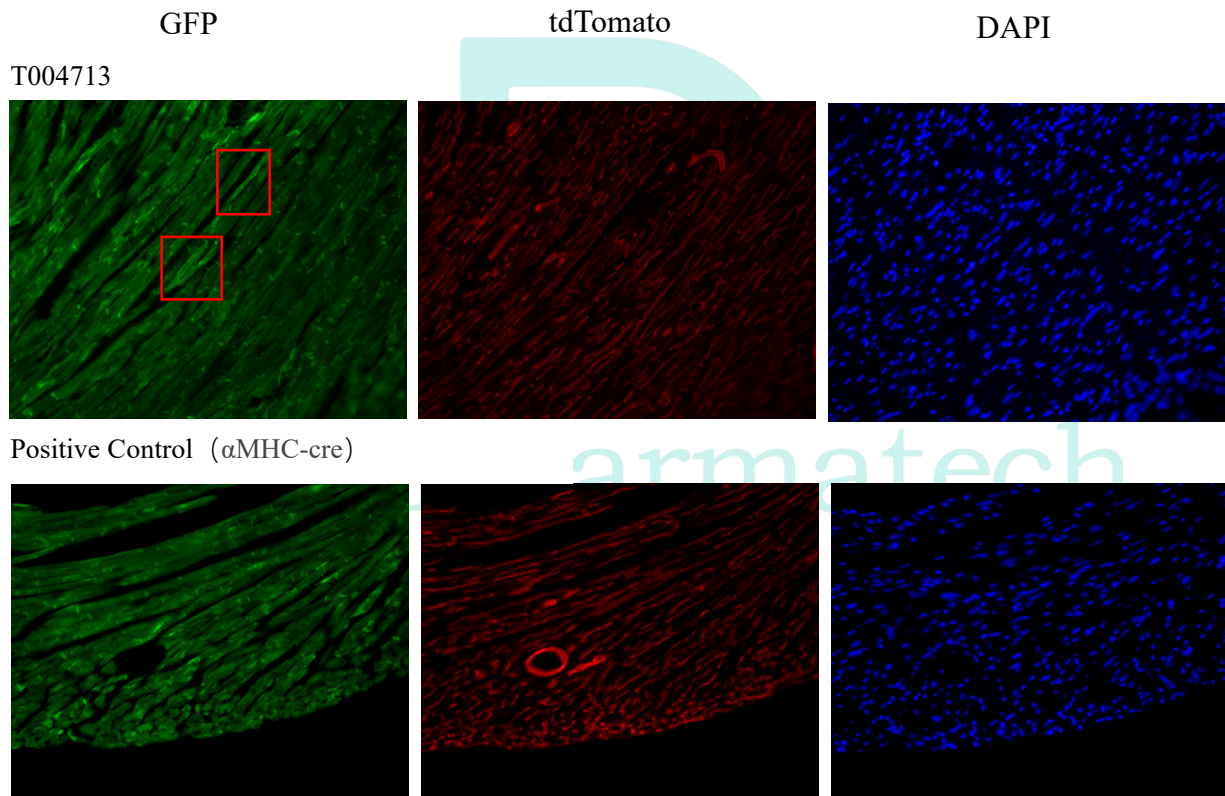 GFP tdTomato DAPI
T004713
Positive Control（αMHC-cre）
armatech